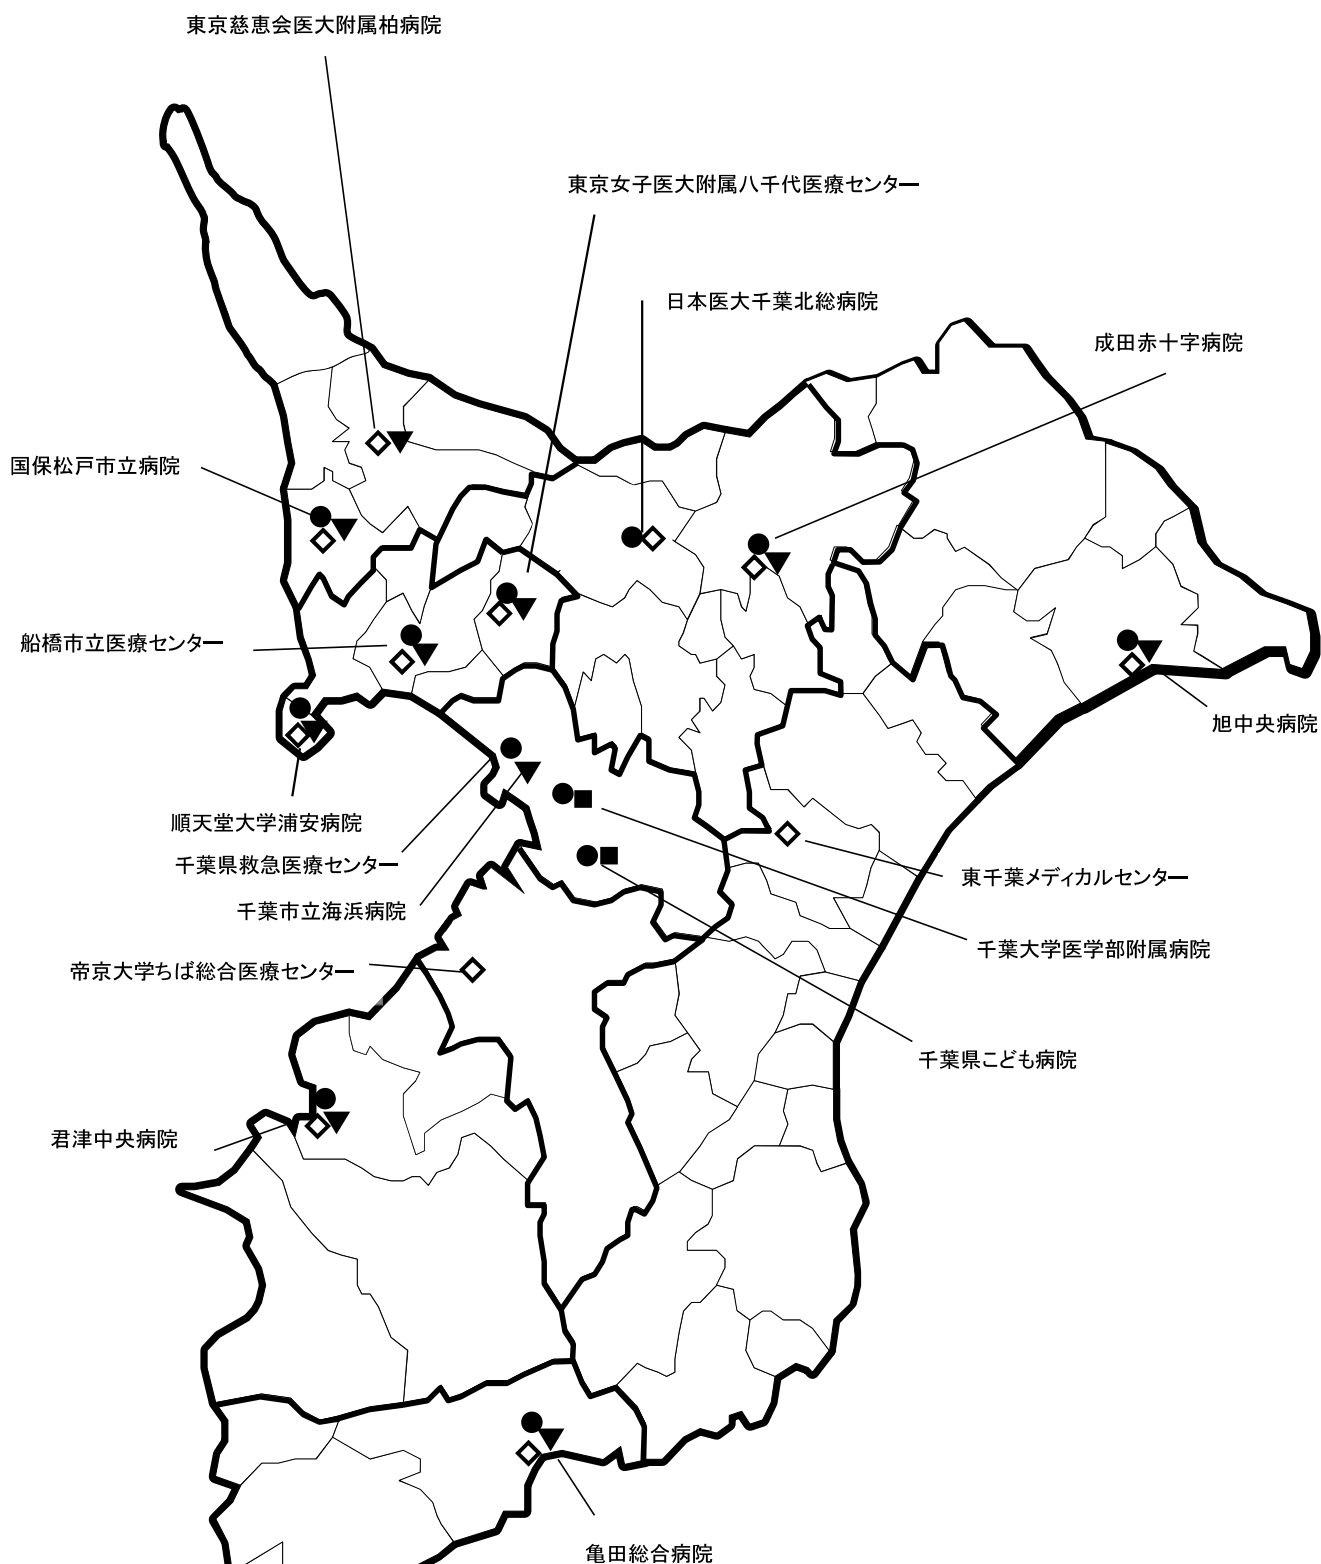 東京慈恵会医大附属柏病院
東京女子医大附属八千代医療センター
日本医大千葉北総病院
成田赤十字病院
国保松戸市立病院
船橋市立医療センター
旭中央病院
順天堂大学浦安病院
千葉県救急医療センター
東千葉メディカルセンター
千葉市立海浜病院
千葉大学医学部附属病院
帝京大学ちば総合医療センター
千葉県こども病院
君津中央病院
亀田総合病院